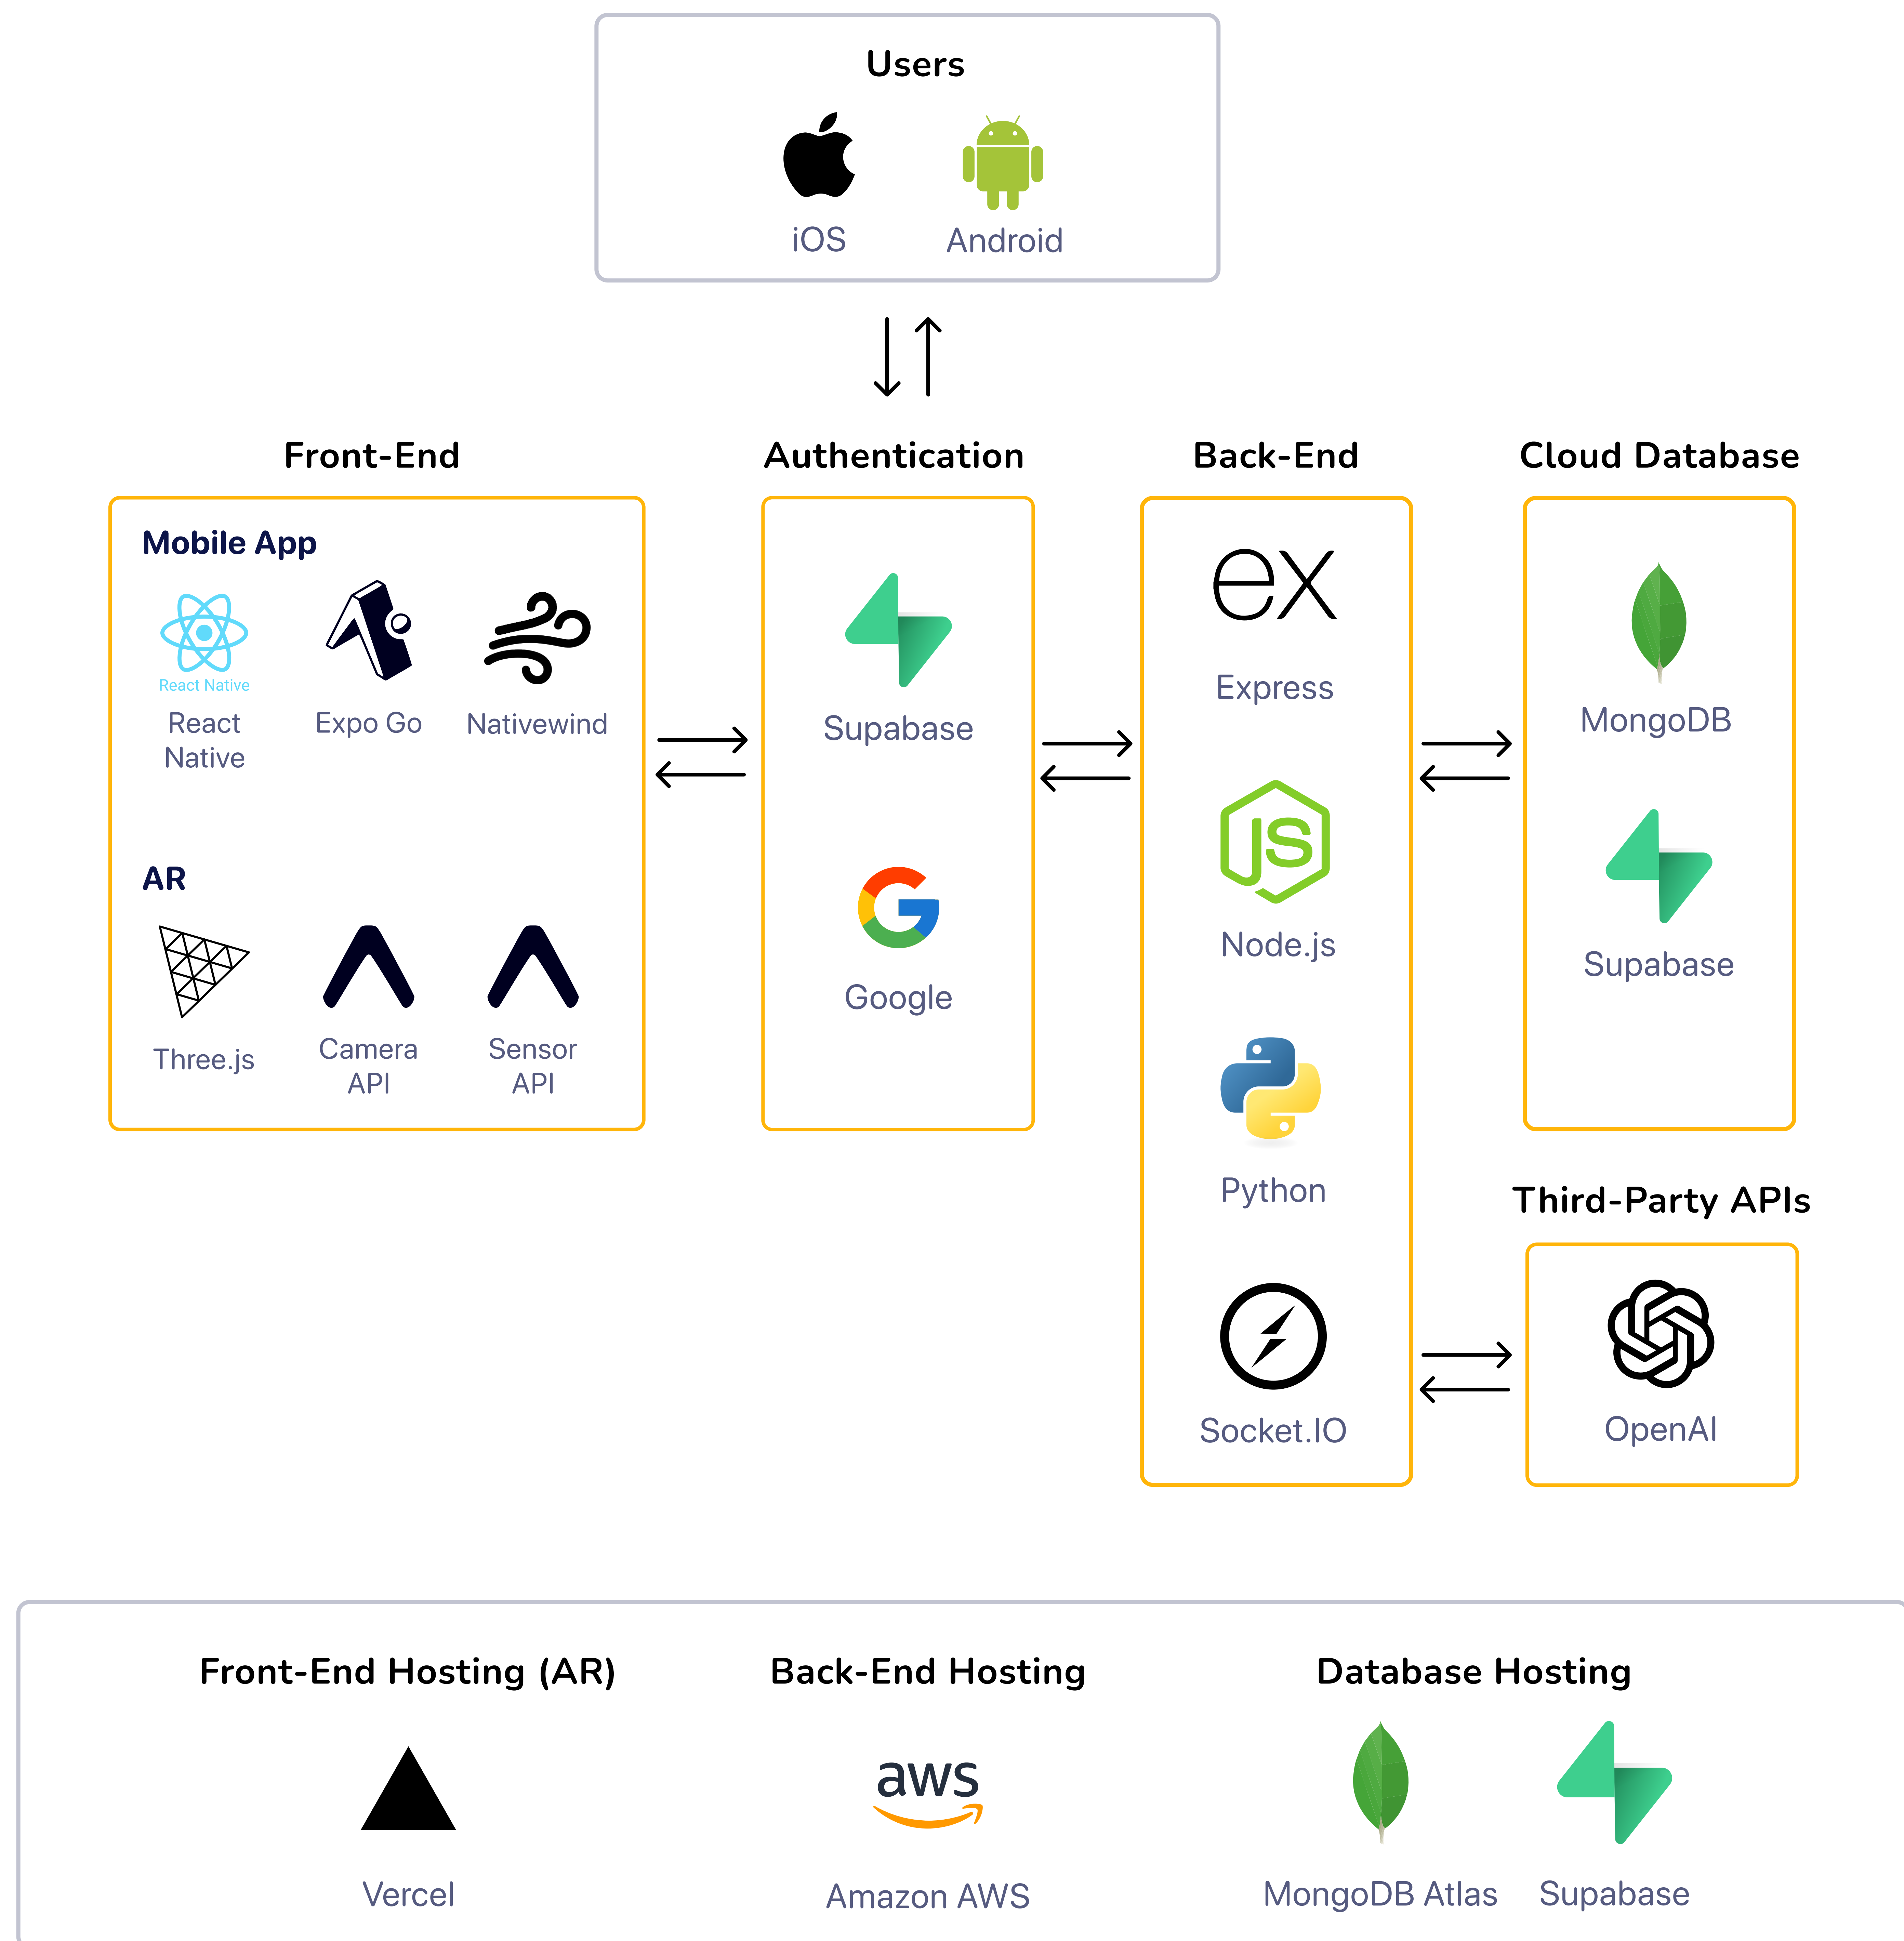 Users
iOS
Android
Front-End
Authentication
Back-End
Cloud Database
Mobile App
React Native
React
Native
Expo Go
Nativewind
AR
Three.js
Camera
API
Sensor
API
Supabase
Google
ex
Express
JS
Node.js
Python
Socket.IO
MongoDB
Supabase
Third-Party APIs
OpenAI
Front-End Hosting (AR)
Back-End Hosting
Database Hosting
Vercel
aws
Amazon AWS
MongoDB Atlas
Supabase